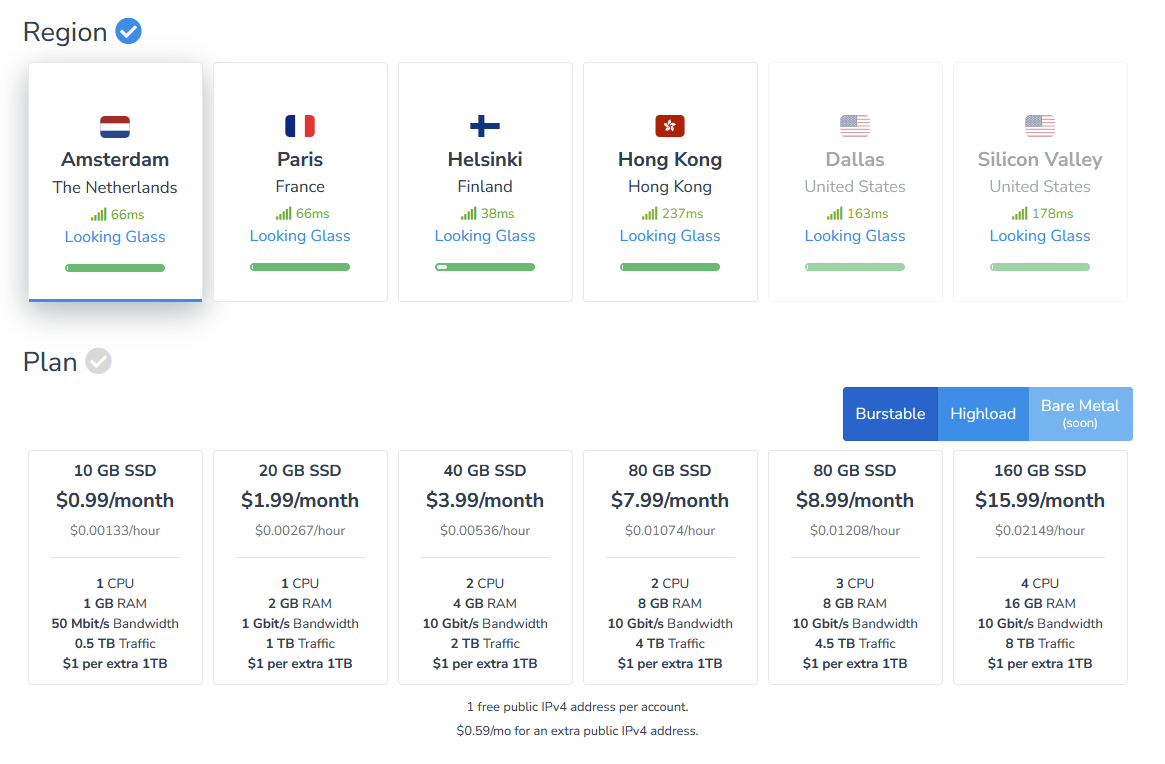 Region
Amsterdam
The Netherlands
66ms
Looking Glass
Paris
France
66ms
Looking Glass
Helsinki
Finland
38ms
Looking Glass
Hong Kong
Hong Kong
237ms
Looking Glass
Dallas
United States
163ms
Looking Glass
Silicon Valley
United States
178ms
Looking Glass
Plan
Burstable
Highload
Bare Metal
(soon)
10 GB SSD
$0.99/month
$0.00133/hour
1 CPU
1 GB RAM
50 Mbit/s Bandwidth
0.5 TB Traffic
$1 per extra 1TB
20 GB SSD
$1.99/month
$0.00267/hour
1 CPU
2 GB RAM
1 Gbit/s Bandwidth
1 TB Traffic
$1 per extra 1TB
40 GB SSD
$3.99/month
$0.00536/hour
2 CPU
4 GB RAM
10 Gbit/s Bandwidth
2 TB Traffic
$1 per extra 1TB
80 GB SSD
$7.99/month
$0.01074/hour
2 CPU
8 GB RAM
10 Gbit/s Bandwidth
4 TB Traffic
$1 per extra 1TB
80 GB SSD
$8.99/month
$0.01208/hour
3 CPU
8 GB RAM
10 Gbit/s Bandwidth
4.5 TB Traffic
$1 per extra 1TB
160 GB SSD
$15.99/month
$0.02149/hour
4 CPU
16 GB RAM
10 Gbit/s Bandwidth
8 TB Traffic
$1 per extra 1TB
1 free public IPv4 address per account.
$0.59/mo for an extra public IPv4 address.